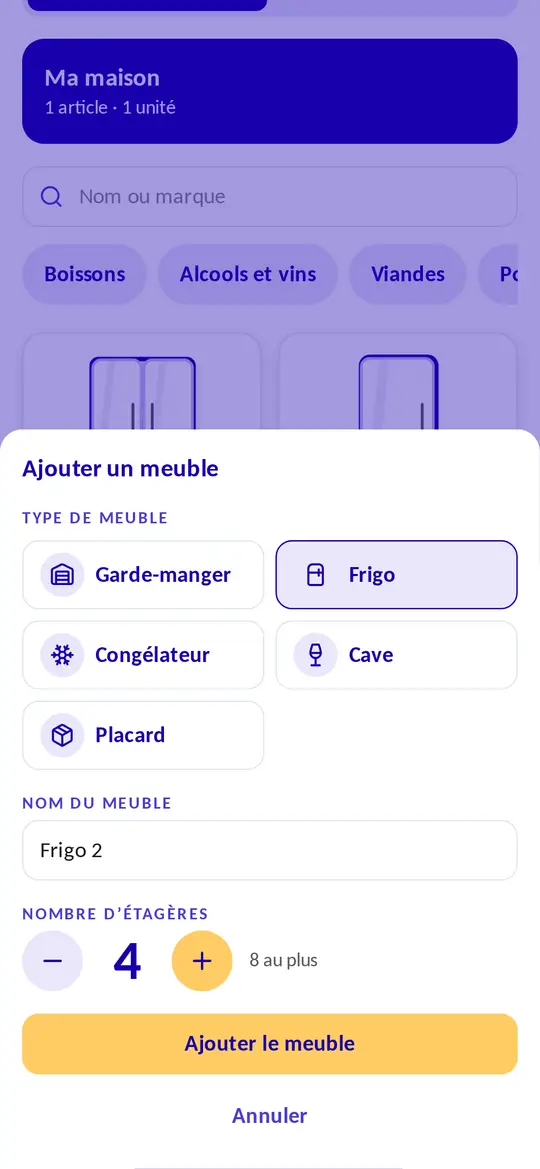 Ma maison
1 article · 1 unité
Nom ou marque
Boissons Alcools et vins Viandes
Ajouter un meuble
TYPE DE MEUBLE
Garde-manger Frigo
Congélateur Cave
Placard
NOM DU MEUBLE
Frigo 2
NOMBRE D’ÉTAGÈRES
4 8 au plus
Ajouter le meuble
Annuler